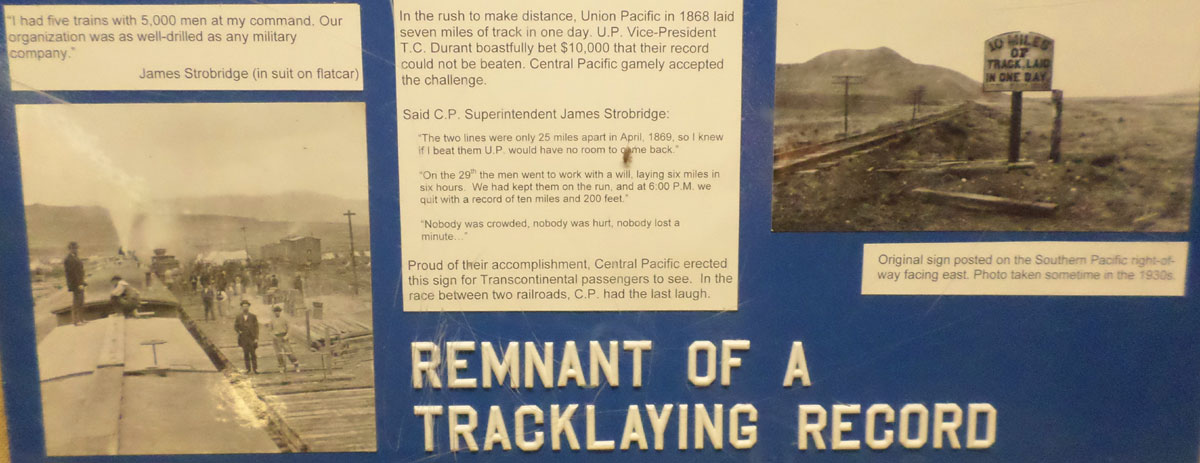 "I had five trains with 5,000 men at my command. Our
organization was as well-drilled as any military
company."
James Strobridge (in suit on flatcar)
In the rush to make distance, Union Pacific in 1868 laid
seven miles of track in one day. U.P. Vice-President
T.C. Durant boastfully bet $10,000 that their record
could not be beaten. Central Pacific gamely accepted
the challenge.
Said C.P. Superintendent James Strobridge:
"The two lines were only 25 miles apart in April, 1869, so I knew
if I beat them U.P. would have no room to come back."
"On the 29th the men went to work with a will, laying six miles in
six hours. We had kept them on the run, and at 6:00 P.M. we
quit with a record of ten miles and 200 feet."
"Nobody was crowded, nobody was hurt, nobody lost a
minute…"
Proud of their accomplishment, Central Pacific erected
this sign for Transcontinental passengers to see. In the
race between two railroads, C.P. had the last laugh.
10 MILES
OF
TRACK LAID
IN ONE DAY
Original sign posted on the Southern Pacific right-of-
way facing east. Photo taken sometime in the 1930s.
REMNANT OF A
TRACKLAYING RECORD